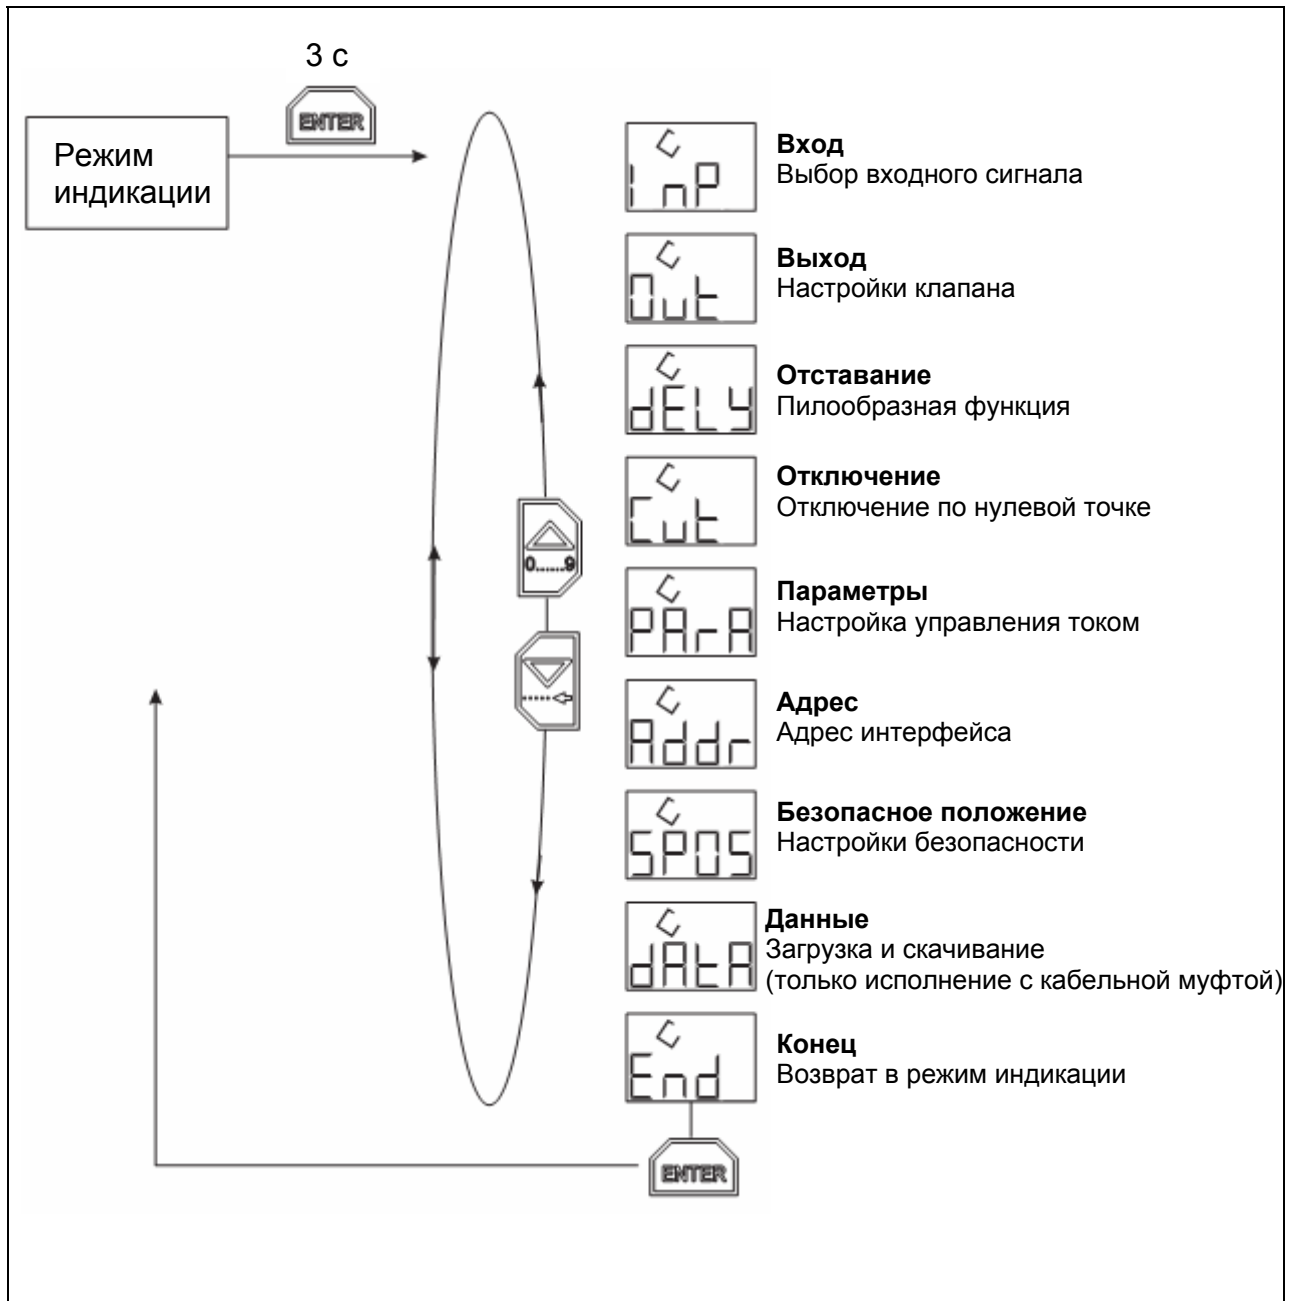 3 с
ENTER
Режим
индикации
C
InP
Вход
Выбор входного сигнала
C
Out
Выход
Настройки клапана
C
dELy
Отставание
Пилообразная функция
C
Cut
Отключение
Отключение по нулевой точке
0......9
C
PArA
Параметры
Настройка управления током
C
Addr
Адрес
Адрес интерфейса
C
SPOS
Безопасное положение
Настройки безопасности
C
dAtA
Данные
Загрузка и скачивание
(только исполнение с кабельной муфтой)
C
End
Конец
Возврат в режим индикации
ENTER